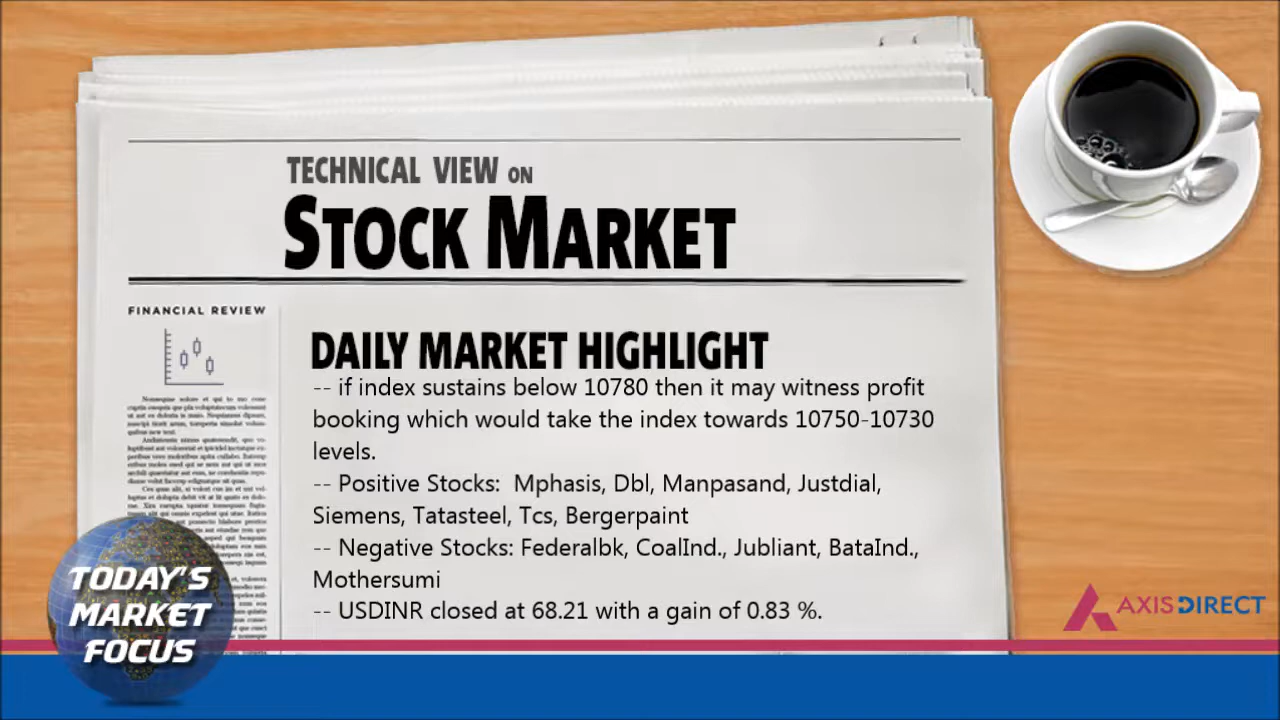 TECHNICAL VIEW ON
STOCK MARKET
FINANCIAL REVIEW
DAILY MARKET HIGHLIGHT
-- if index sustains below 10780 then it may witness profit
booking which would take the index towards 10750-10730
levels.
-- Positive Stocks:  Mphasis, Dbl, Manpasand, Justdial,
Siemens, Tatasteel, Tcs, Bergerpaint
-- Negative Stocks: Federalbk, CoalInd., Jubliant, BataInd.,
Mothersumi
-- USDINR closed at 68.21 with a gain of 0.83 %.
TODAY'S
MARKET
FOCUS
AXIS DIRECT